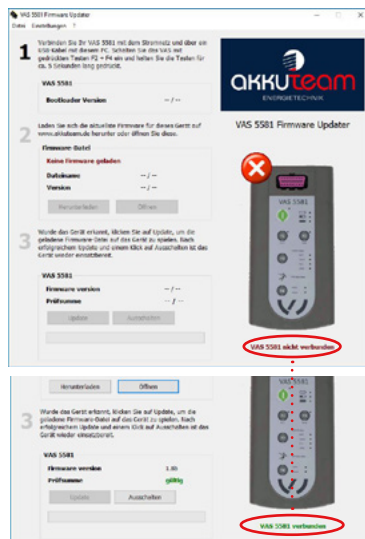 VAS 5581 Firmware Updater
Datei Einstellungen ?
1
Verbinden Sie Ihr VAS 5581 mit dem Stromnetz und über ein
USB Kabel mit diesem PC. Schalten Sie das VAS mit
gedrückten Tasten F2 + F4 ein und halten Sie die Tasten für
ca. 5 Sekunden lang gedrückt.
VAS 5581
Bootloader Version -- / --
2
Laden Sie sich die aktuellste Firmware für dieses Gerät auf
www.akkuteam.de herunter oder öffnen Sie diese.
Firmware Datei
Keine Firmware geladen
Dateiname -- / --
Version -- / --
Herunterladen Öffnen
3
Wurde das Gerät erkannt, klicken Sie auf Update, um die
geladene Firmware-Datei auf das Gerät zu spielen. Nach
erfolgreichem Update und einem Klick auf Ausschalten ist das
Gerät wieder einsatzbereit.
VAS 5581
Firmware version -- / --
Prüfnumme -- / --
Update Ausschalten
akkuteam
ENERGIETECHNIK
VAS 5581 Firmware Updater
VAS 5581
VAS 5581 nicht verbunden
Herunterladen Öffnen
3
Wurde das Gerät erkannt, klicken Sie auf Update, um die
geladene Firmware-Datei auf das Gerät zu spielen. Nach
erfolgreichem Update und einem Klick auf Ausschalten ist das
Gerät wieder einsatzbereit.
VAS 5581
Firmware version
Prüfnumme gültig
Update Ausschalten
VAS 5581
VAS 5581 verbunden